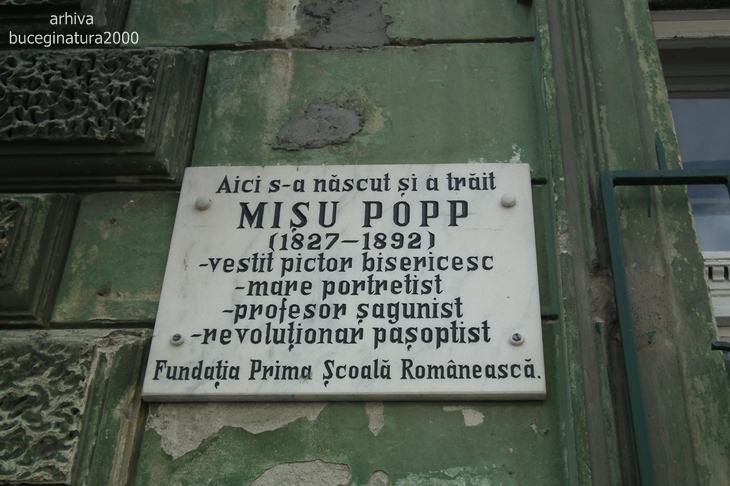 arhiva
buceginatura2000
Aici s-a născut și a trăit
MIȘU POPP
(1827-1892)
-vestit pictor bisericesc
-mare portretist
-profesor șagunist
-revoluționar pașoptist
Fundația Prima Școală Românească.